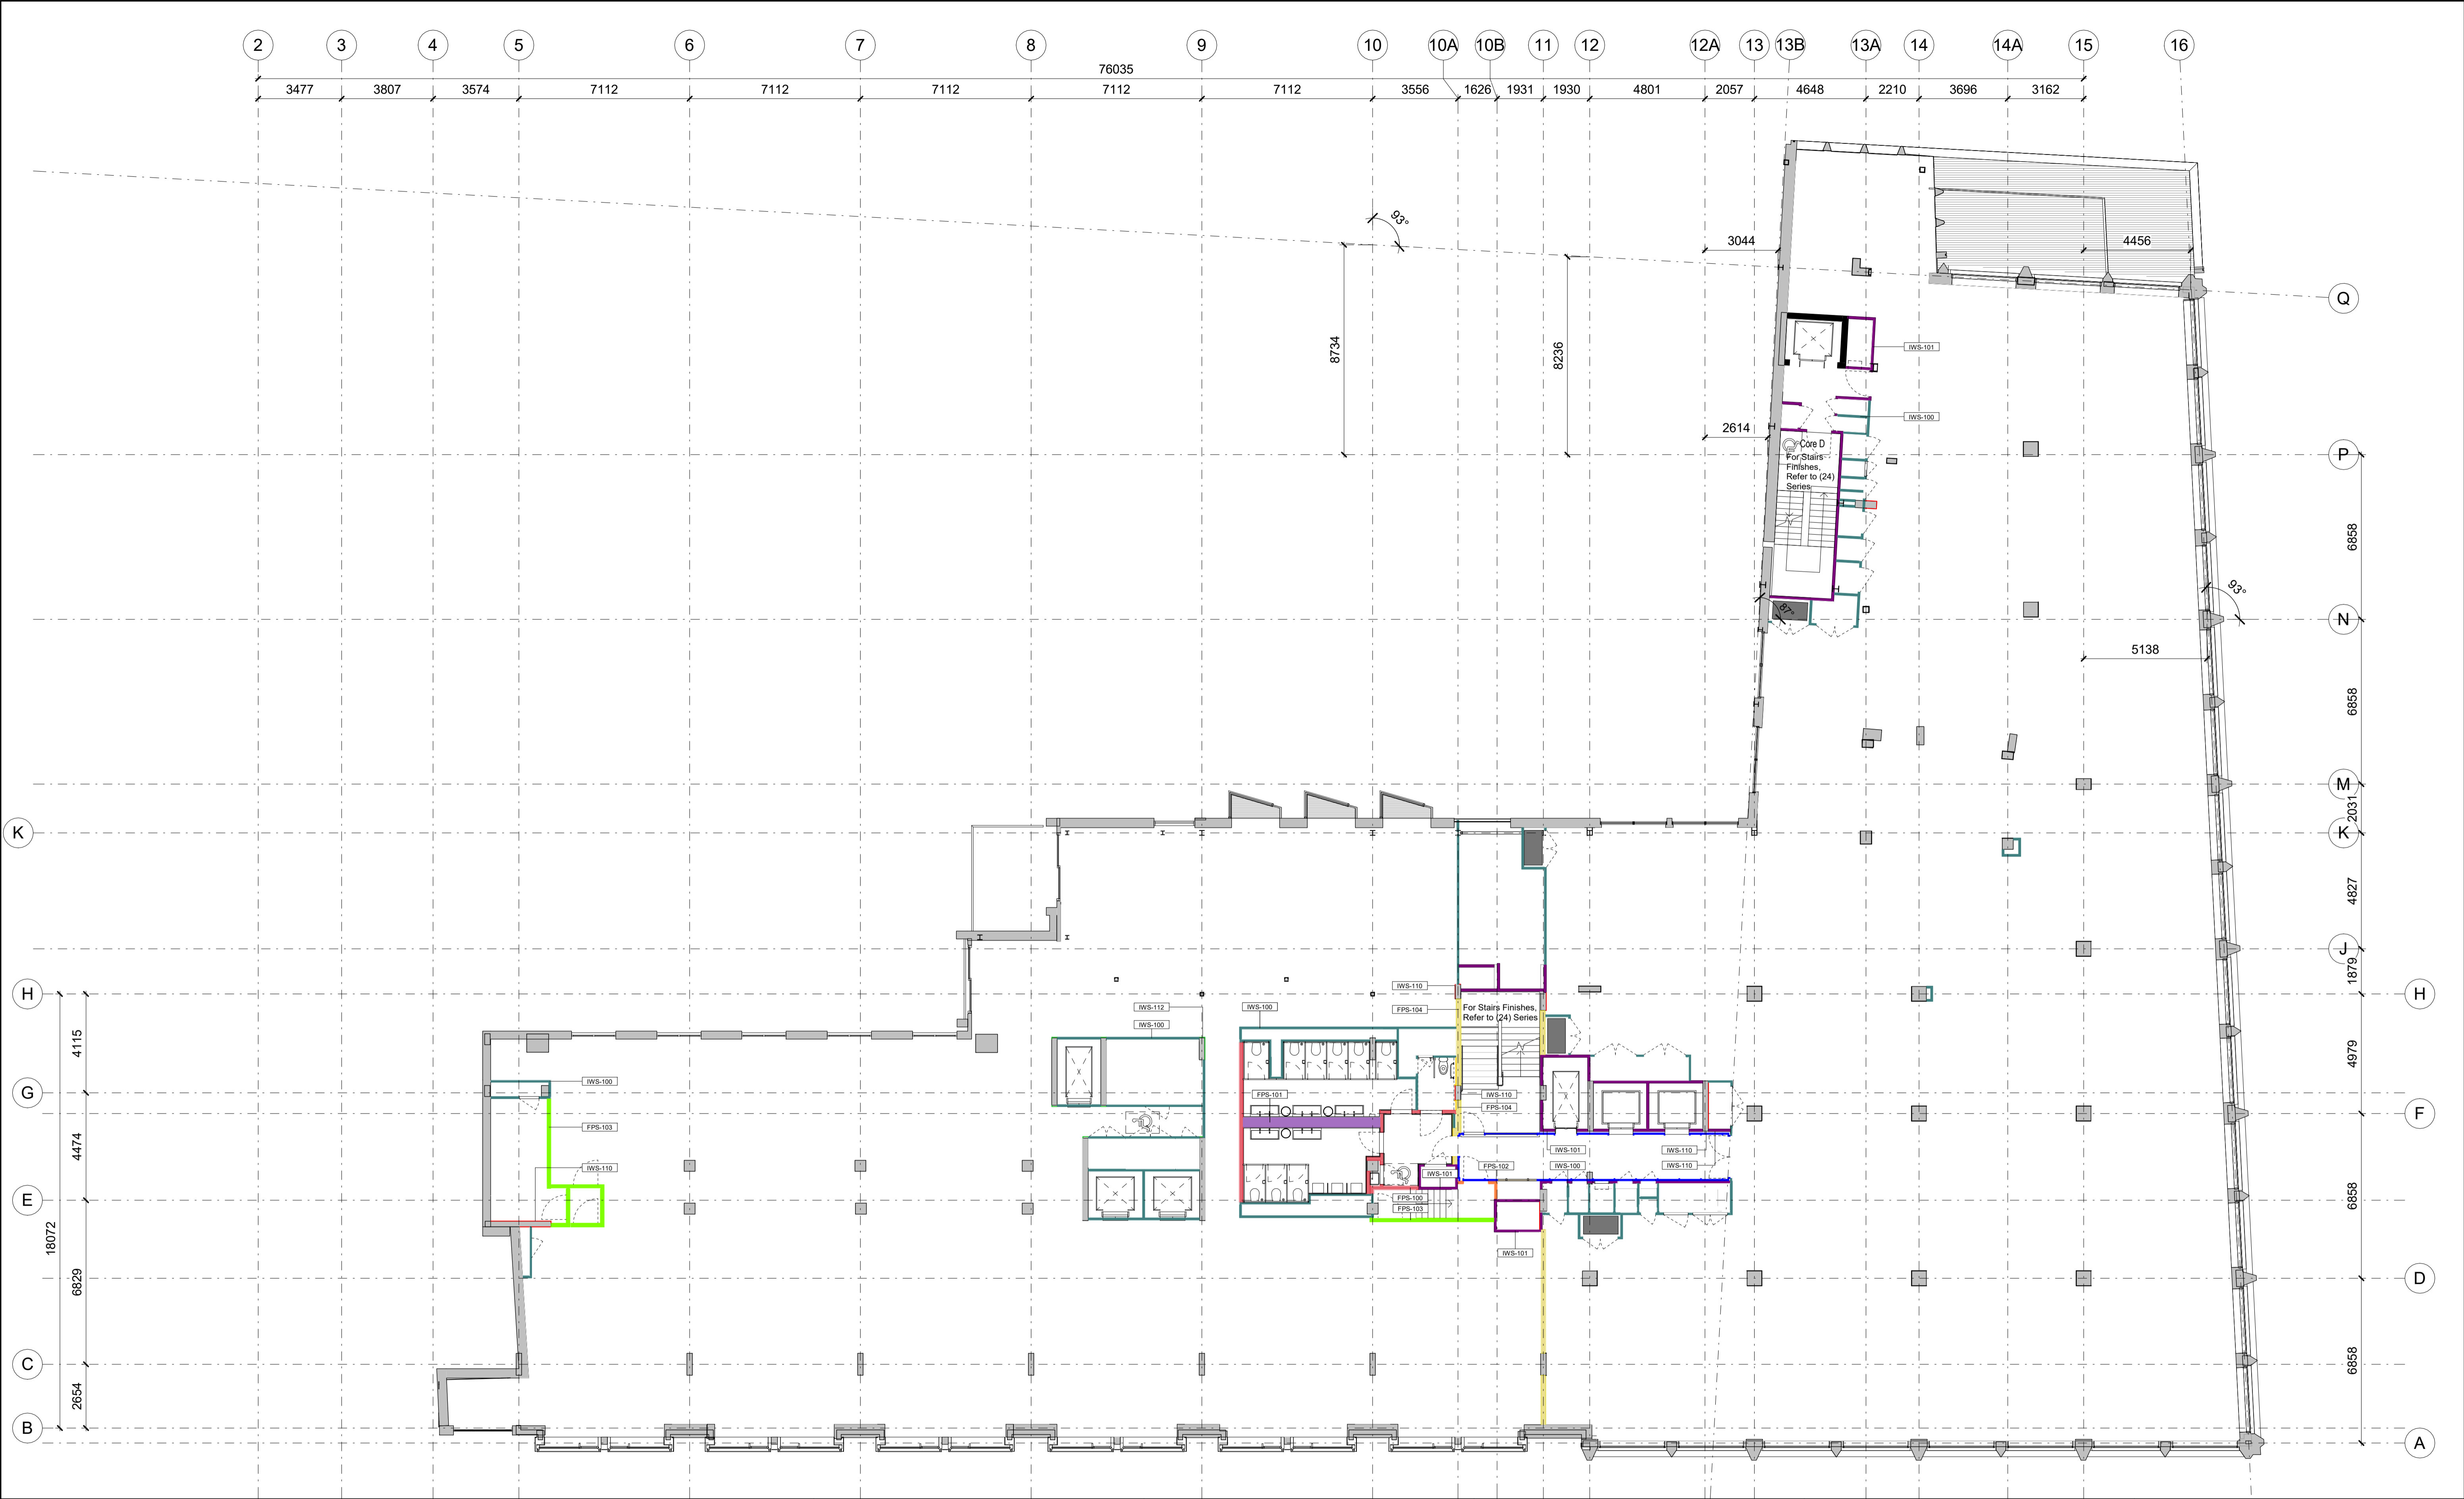 2 3 4 5 6 7 8 9 10 10A 10B 11 12 12A 13 13B 13A 14 14A 15 16
76035
3477 3807 3574 7112 7112 7112 7112 7112 3556 1626 1931 1930 4801 2057 4648 2210 3696 3162
93°
3044
4456
Q
8734
8236
IWS-101
IWS-100
2614
Core D
For Stairs
Finishes,
Refer to (24)
Series
P
6858
93°
87°
N
5138
6858
M
2031
K
K
4827
J
1879
H
H
IWS-110
IWS-112
IWS-100
FPS-104
IWS-100
For Stairs Finishes,
Refer to (24) Series
4115
4979
IWS-100
G
FPS-101
IWS-110
FPS-104
F
FPS-103
4474
IWS-101
IWS-110
IWS-110
FPS-102
IWS-100
IWS-101
IWS-110
E
FPS-100
FPS-103
6858
E
18072
IWS-101
6829
D
C
6858
2654
B
A